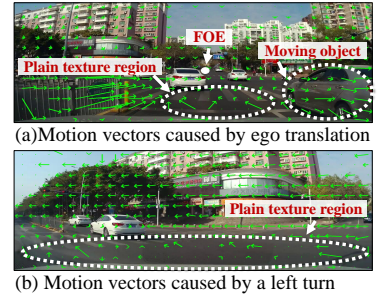 FOE
Moving object
Plain texture region
(a)Motion vectors caused by ego translation
Plain texture region
(b) Motion vectors caused by a left turn